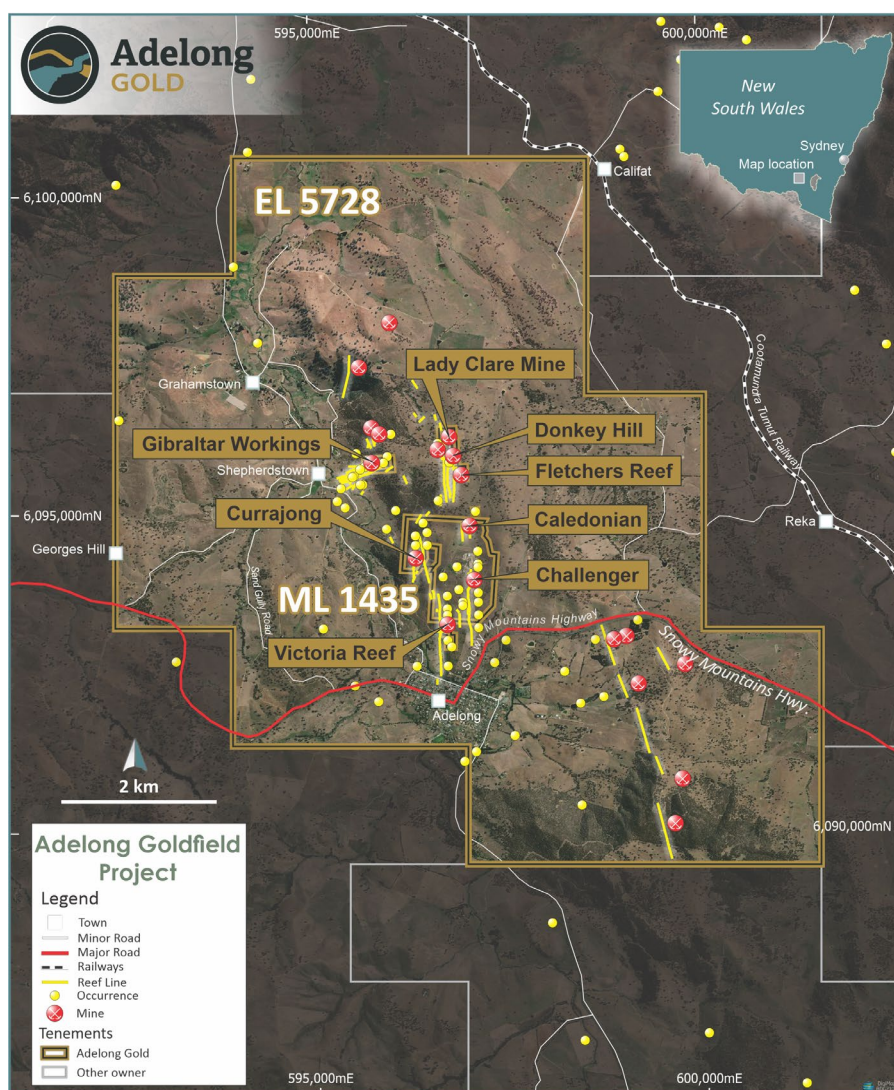 Adelong
GOLD
595,000mE
600,000mE
New
South Wales
Sydney
Map location
6,100,000mN
EL 5728
Califat
Cootamundra Tumut Railway
Grahamstown
Lady Clare Mine
Gibraltar Workings
Donkey Hill
Shepherdstown
Fletchers Reef
Currajong
Caledonian
6,095,000mN
Reka
Georges Hill
Challenger
Sand Gully Road
ML 1435
Snowy Mountains Highway
Victoria Reef
Snowy Mountains Hwy.
Adelong
2 km
6,090,000mN
Adelong Goldfield
Project
Legend
Town
Minor Road
Major Road
Railways
Reef Line
Occurrence
Mine
Tenements
Adelong Gold
Other owner
595,000mE
600,000mE